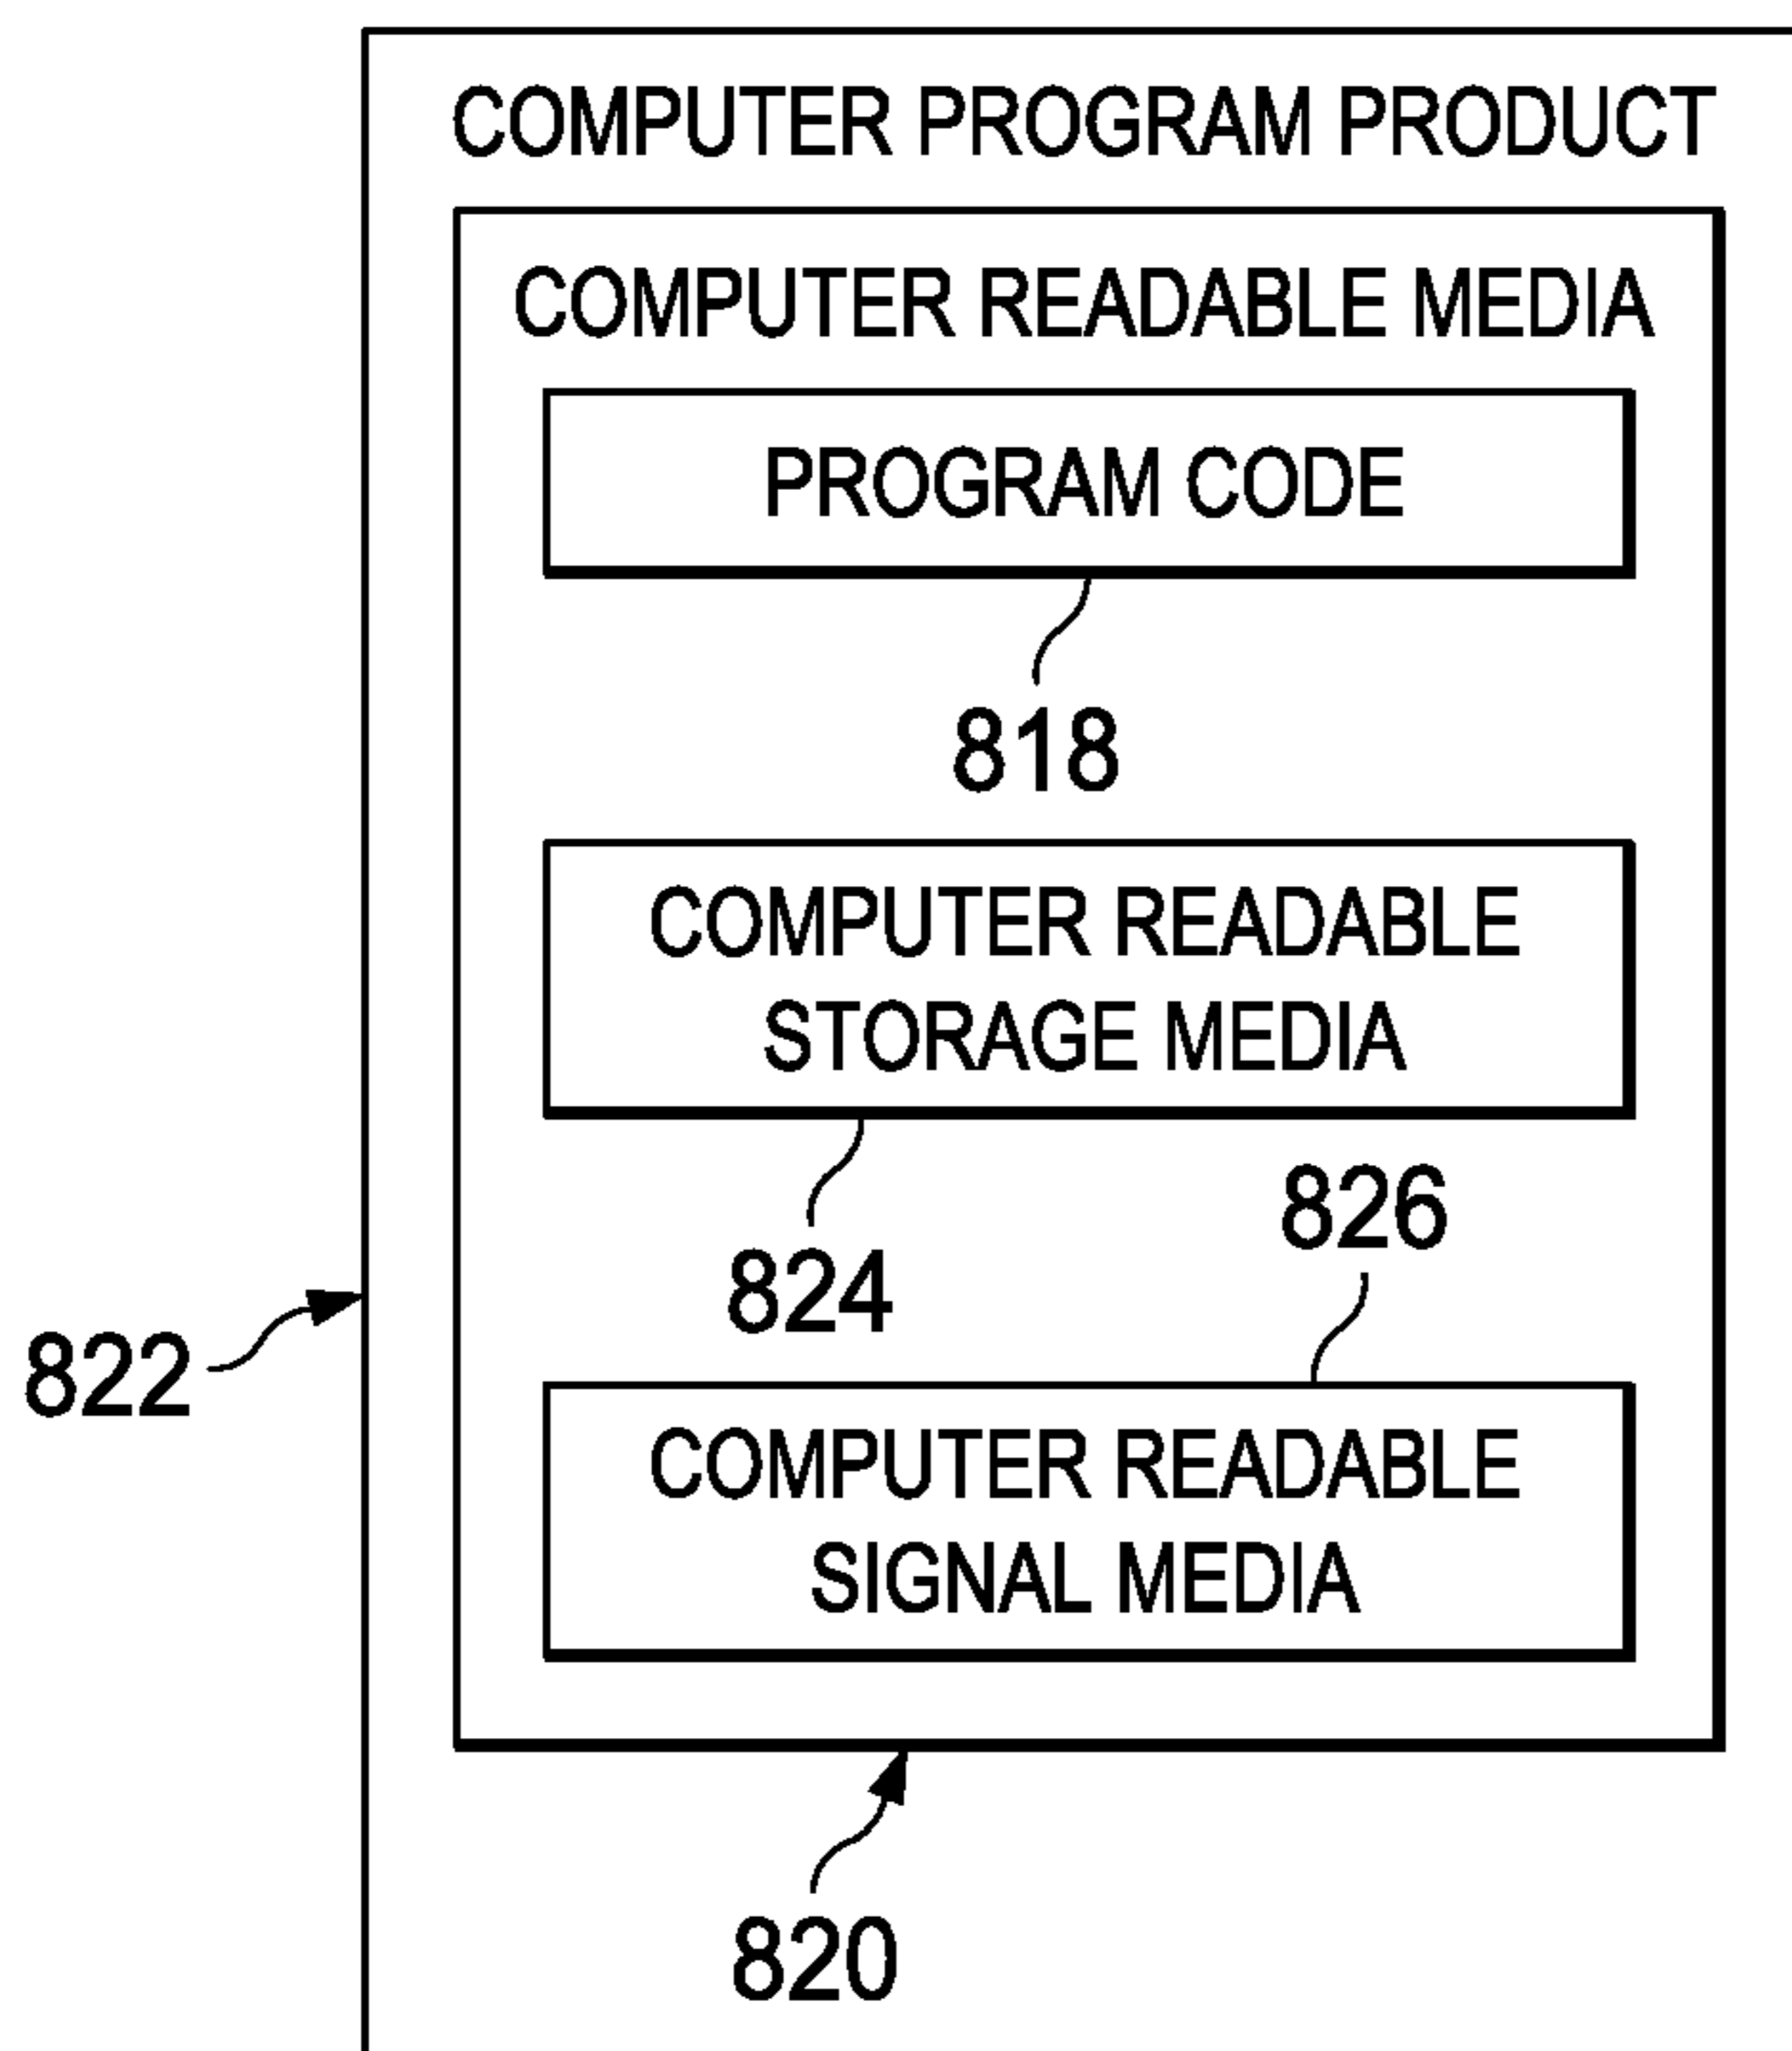 COMPUTER PROGRAM PRODUCT
COMPUTER READABLE MEDIA
PROGRAM CODE
818
COMPUTER READABLE
STORAGE MEDIA
824
826
822
COMPUTER READABLE
SIGNAL MEDIA
820